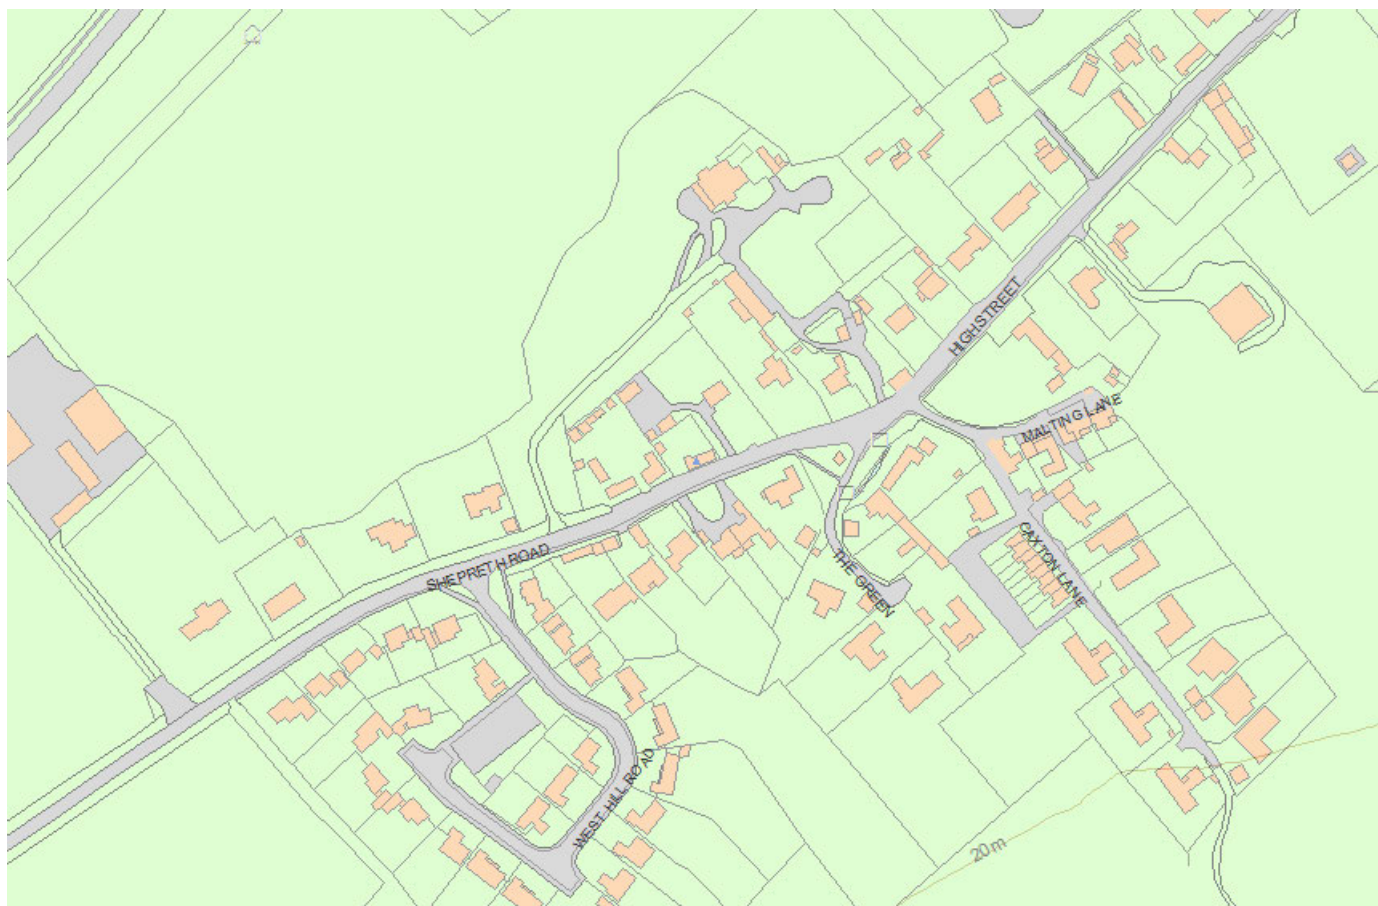 HIGH STREET
MALTING LANE
SHEPRETH ROAD
THE GREEN
CAXTON LANE
WEST HILL ROAD
20m